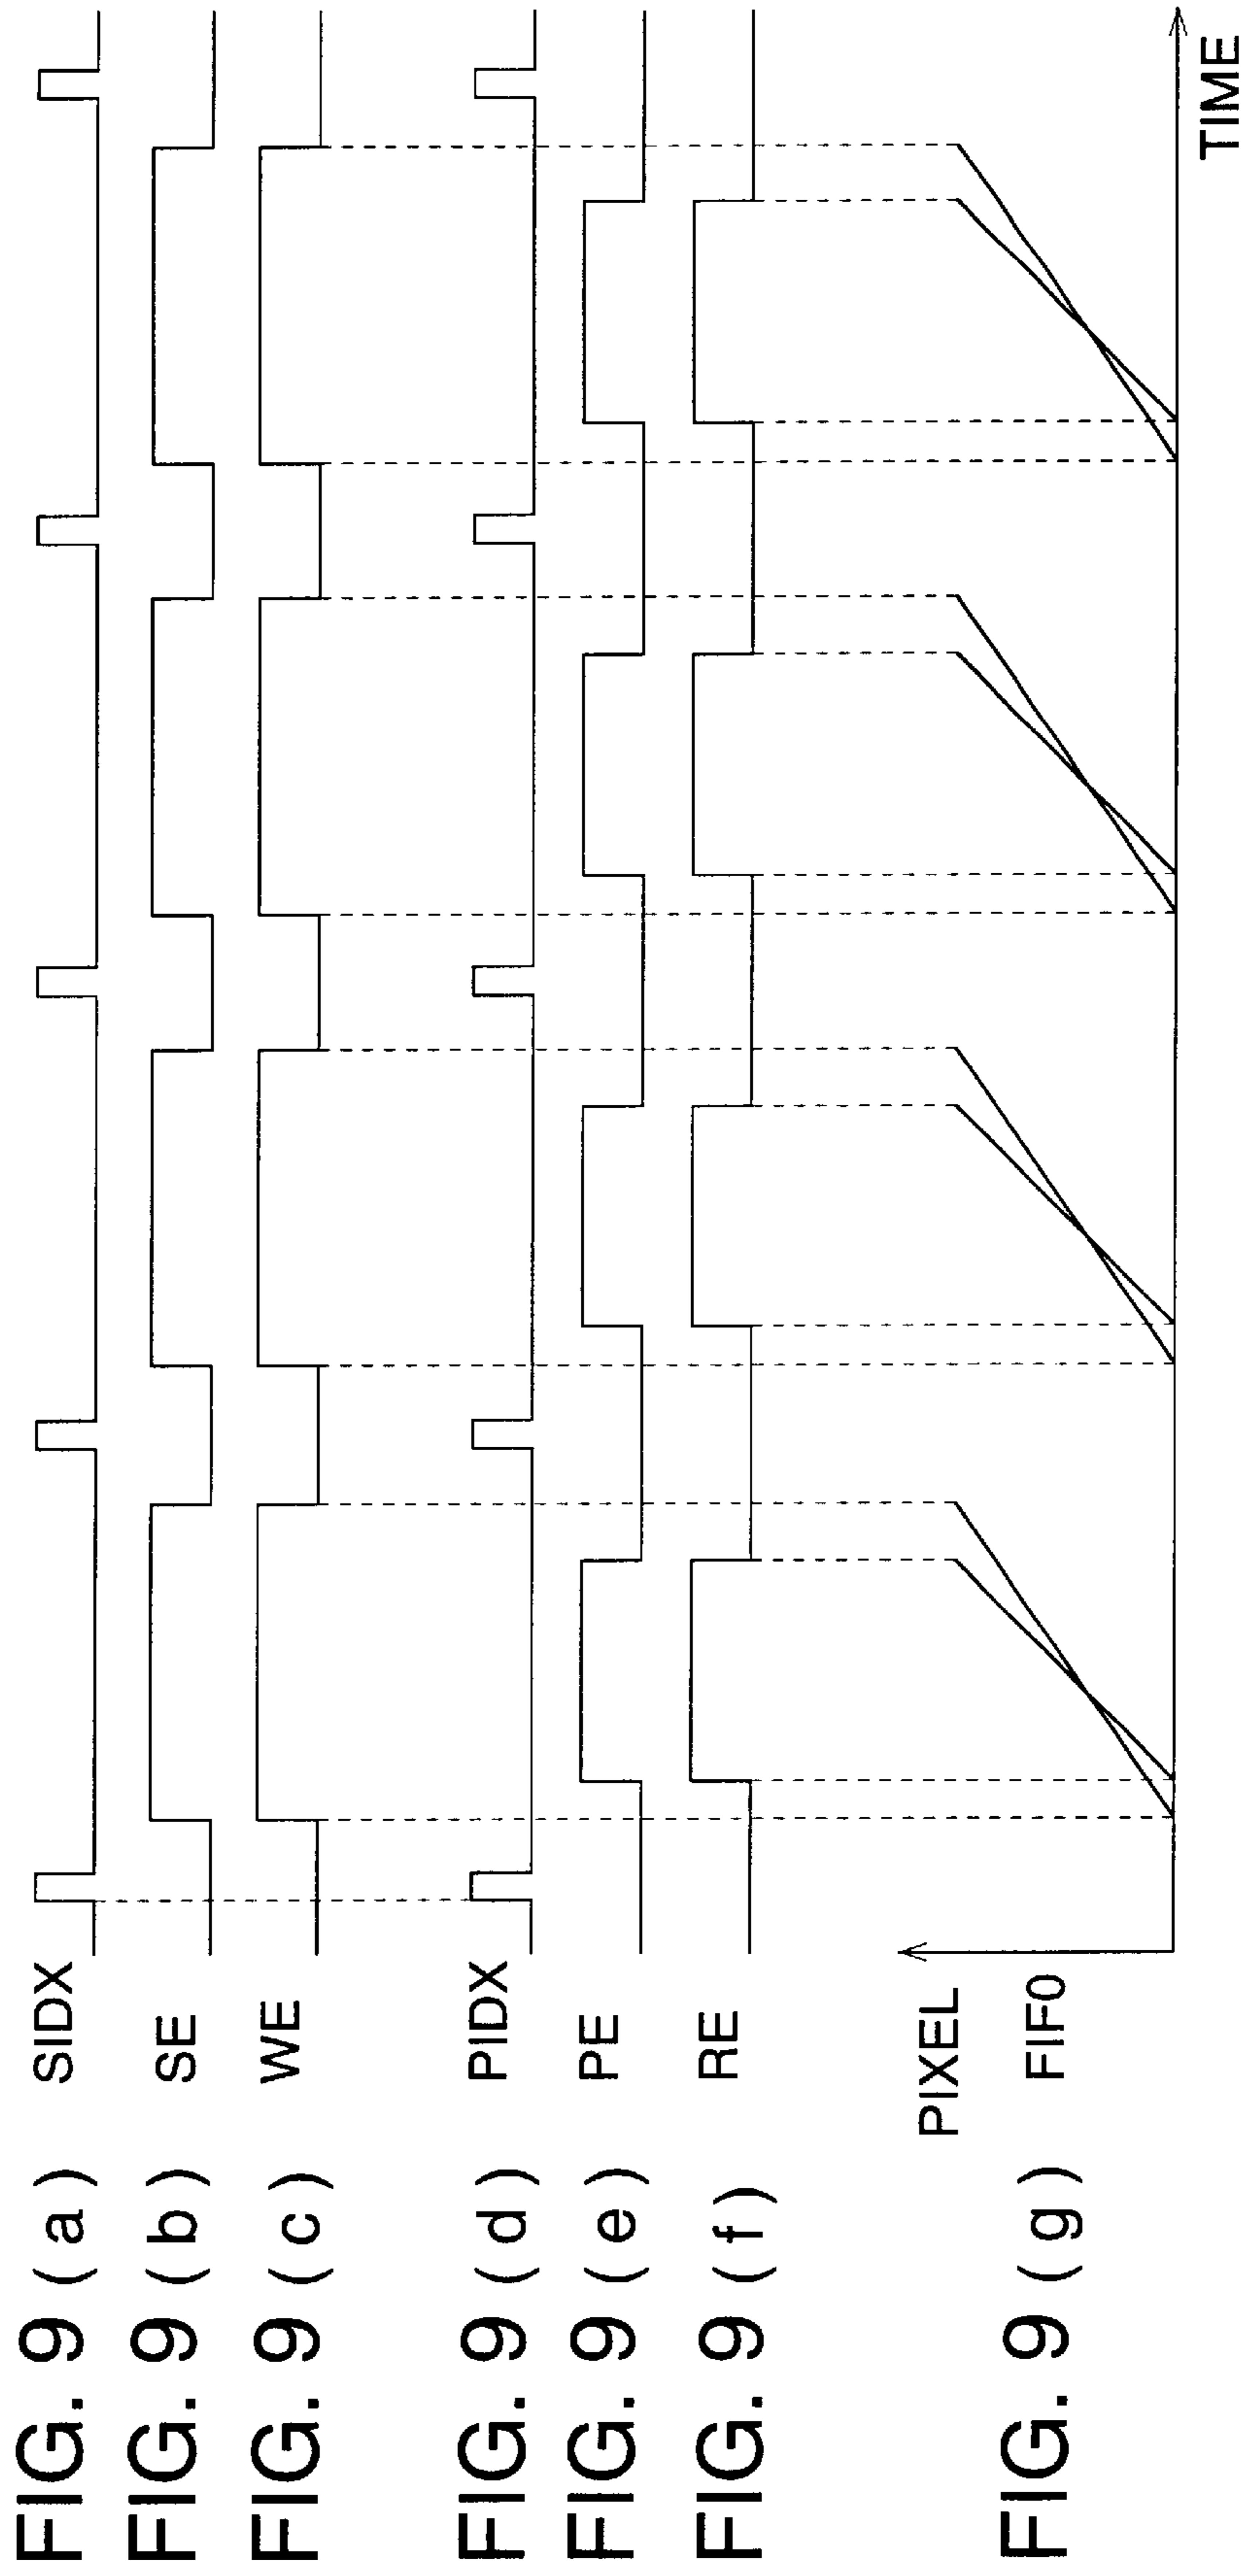 FIG. 9 (a) SIDX
FIG. 9 (b) SE
FIG. 9 (c) WE
FIG. 9 (d) PIDX
FIG. 9 (e) PE
FIG. 9 (f) RE
PIXEL
FIG. 9 (g) FIF0
TIME